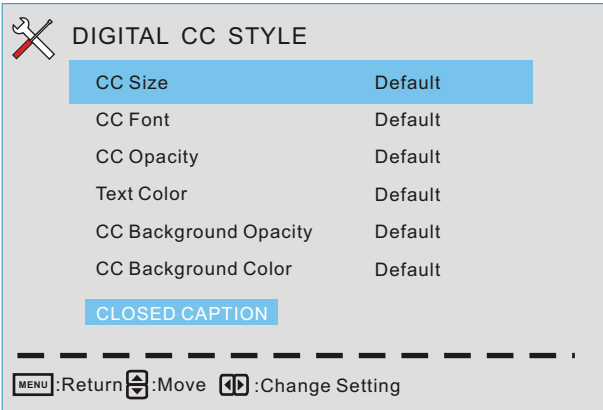 DIGITAL CC STYLE
CC Size Default
CC Font Default
CC Opacity Default
Text Color Default
CC Background Opacity Default
CC Background Color Default
CLOSED CAPTION
MENU :Return :Move :Change Setting